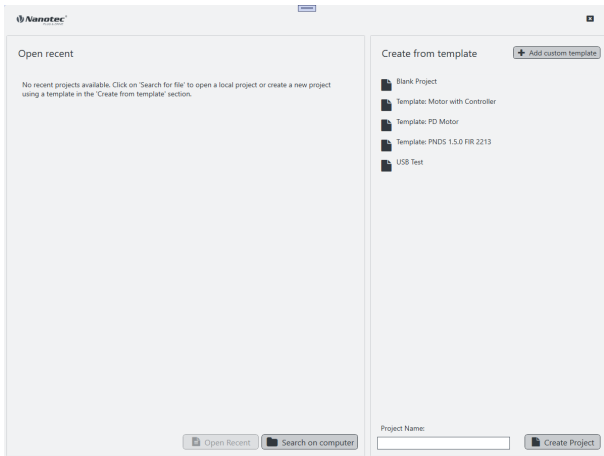 Nanotec®
Open recent
No recent projects available. Click on 'Search for file' to open a local project or create a new project
using a template in the 'Create from template' section.
Open Recent
Search on computer
Create from template
Add custom template
Blank Project
Template: Motor with Controller
Template: PD Motor
Template: PNDS 1.5.0 FIR 2213
USB Test
Project Name:
Create Project